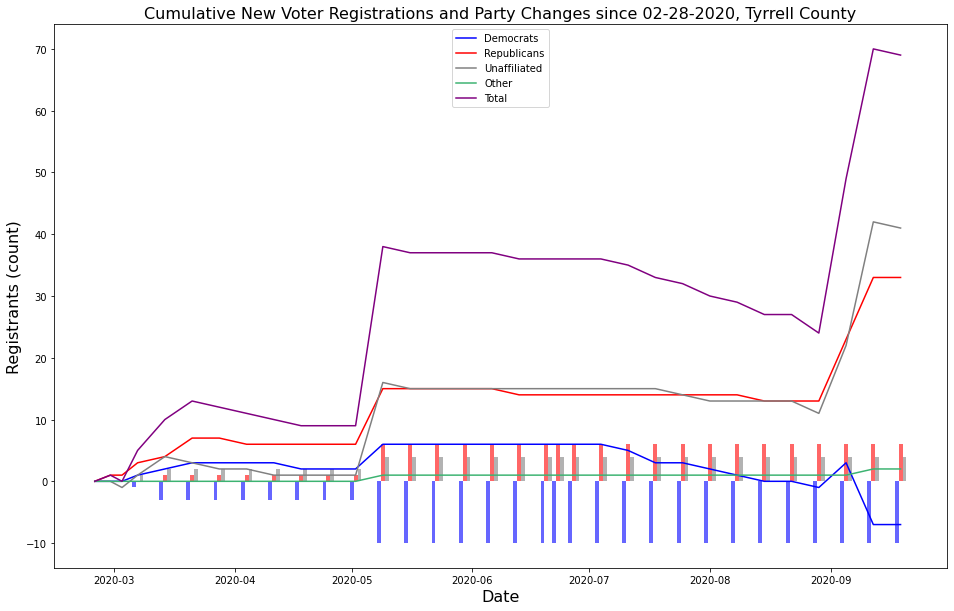 Cumulative New Voter Registrations and Party Changes since 02-28-2020, Tyrrell County
Democrats
Republicans
Unaffiliated
Other
Total
Registrants (count)
70
60
50
40
30
20
10
0
−10
2020-03
2020-04
2020-05
2020-06
2020-07
2020-08
2020-09
Date